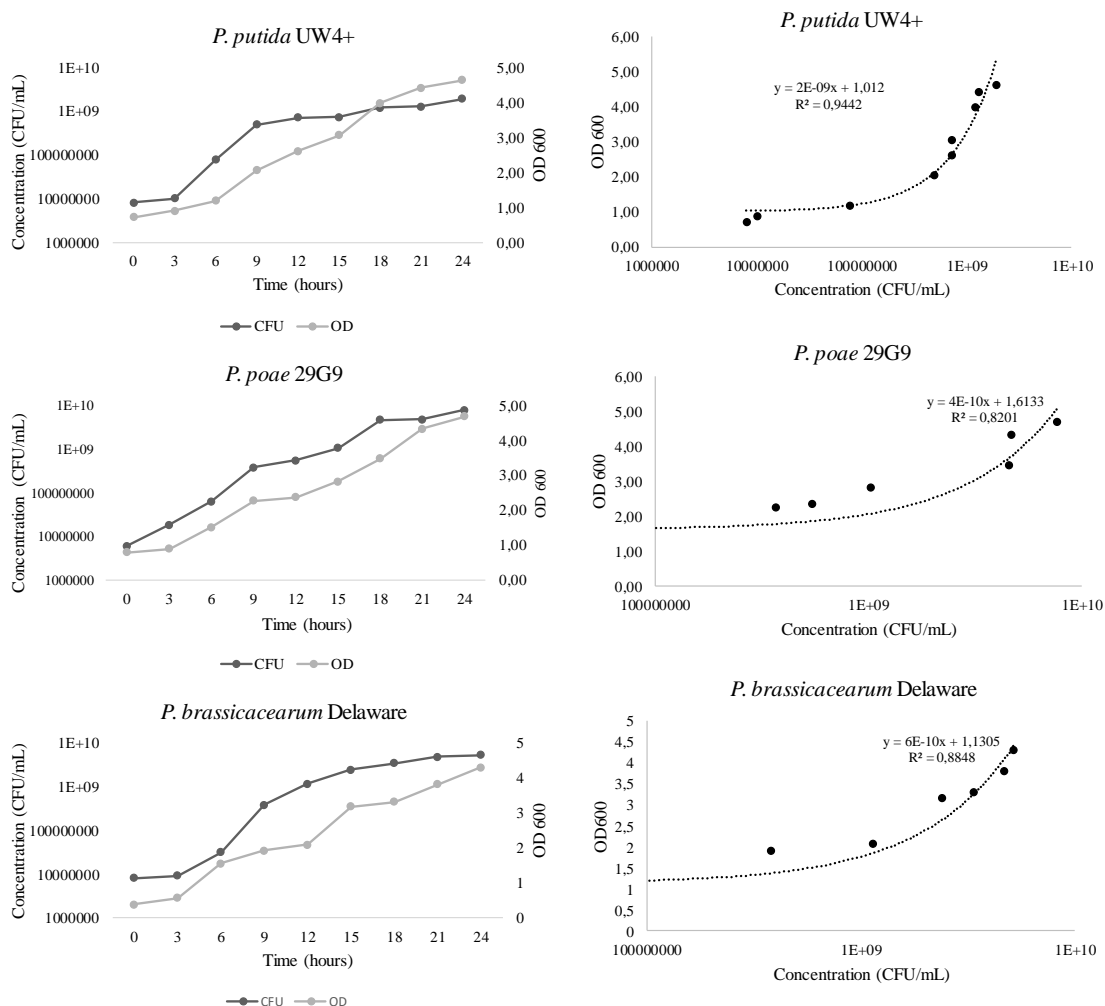 P. putida UW4+
1E+10
1E+09
100000000
10000000
1000000
Concentration (CFU/mL)
5,00
4,00
3,00
2,00
1,00
0,00
OD 600
0 3 6 9 12 15 18 21 24
Time (hours)
CFU OD
6,00
5,00
4,00
3,00
2,00
1,00
0,00
OD 600
y = 2E-09x + 1,012
R² = 0,9442
1000000 10000000 100000000 1E+09 1E+10
Concentration (CFU/mL)
P. poae 29G9
1E+10
1E+09
100000000
10000000
1000000
Concentration (CFU/mL)
5,00
4,00
3,00
2,00
1,00
0,00
OD 600
0 3 6 9 12 15 18 21 24
Time (hours)
CFU OD
P. poae 29G9
6,00
5,00
4,00
3,00
2,00
1,00
0,00
OD 600
y = 4E-10x + 1,6133
R² = 0,8201
100000000 1E+09 1E+10
Concentration (CFU/mL)
P. brassicacearum Delaware
1E+10
1E+09
100000000
10000000
1000000
Concentration (CFU/mL)
5
4
3
2
1
0
OD 600
0 3 6 9 12 15 18 21 24
Time (hours)
CFU OD
P. brassicacearum Delaware
5
4,5
4
3,5
3
2,5
2
1,5
1
0,5
0
OD600
y = 6E-10x + 1,1305
R² = 0,8848
100000000 1E+09 1E+10
Concentration (CFU/mL)